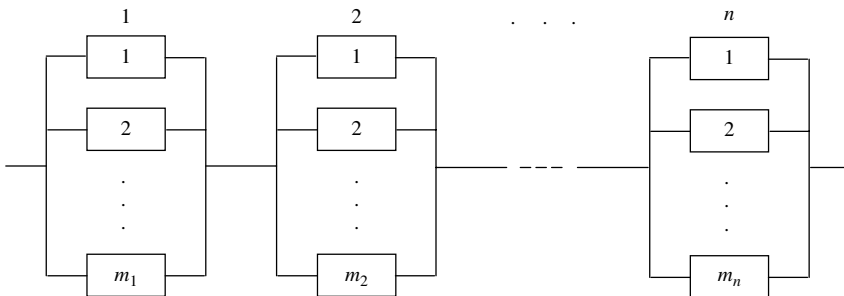 1 2 . . . n
1 1 1
2 2 2
. . .
. . .
. . .
m₁ m₂ mₙ